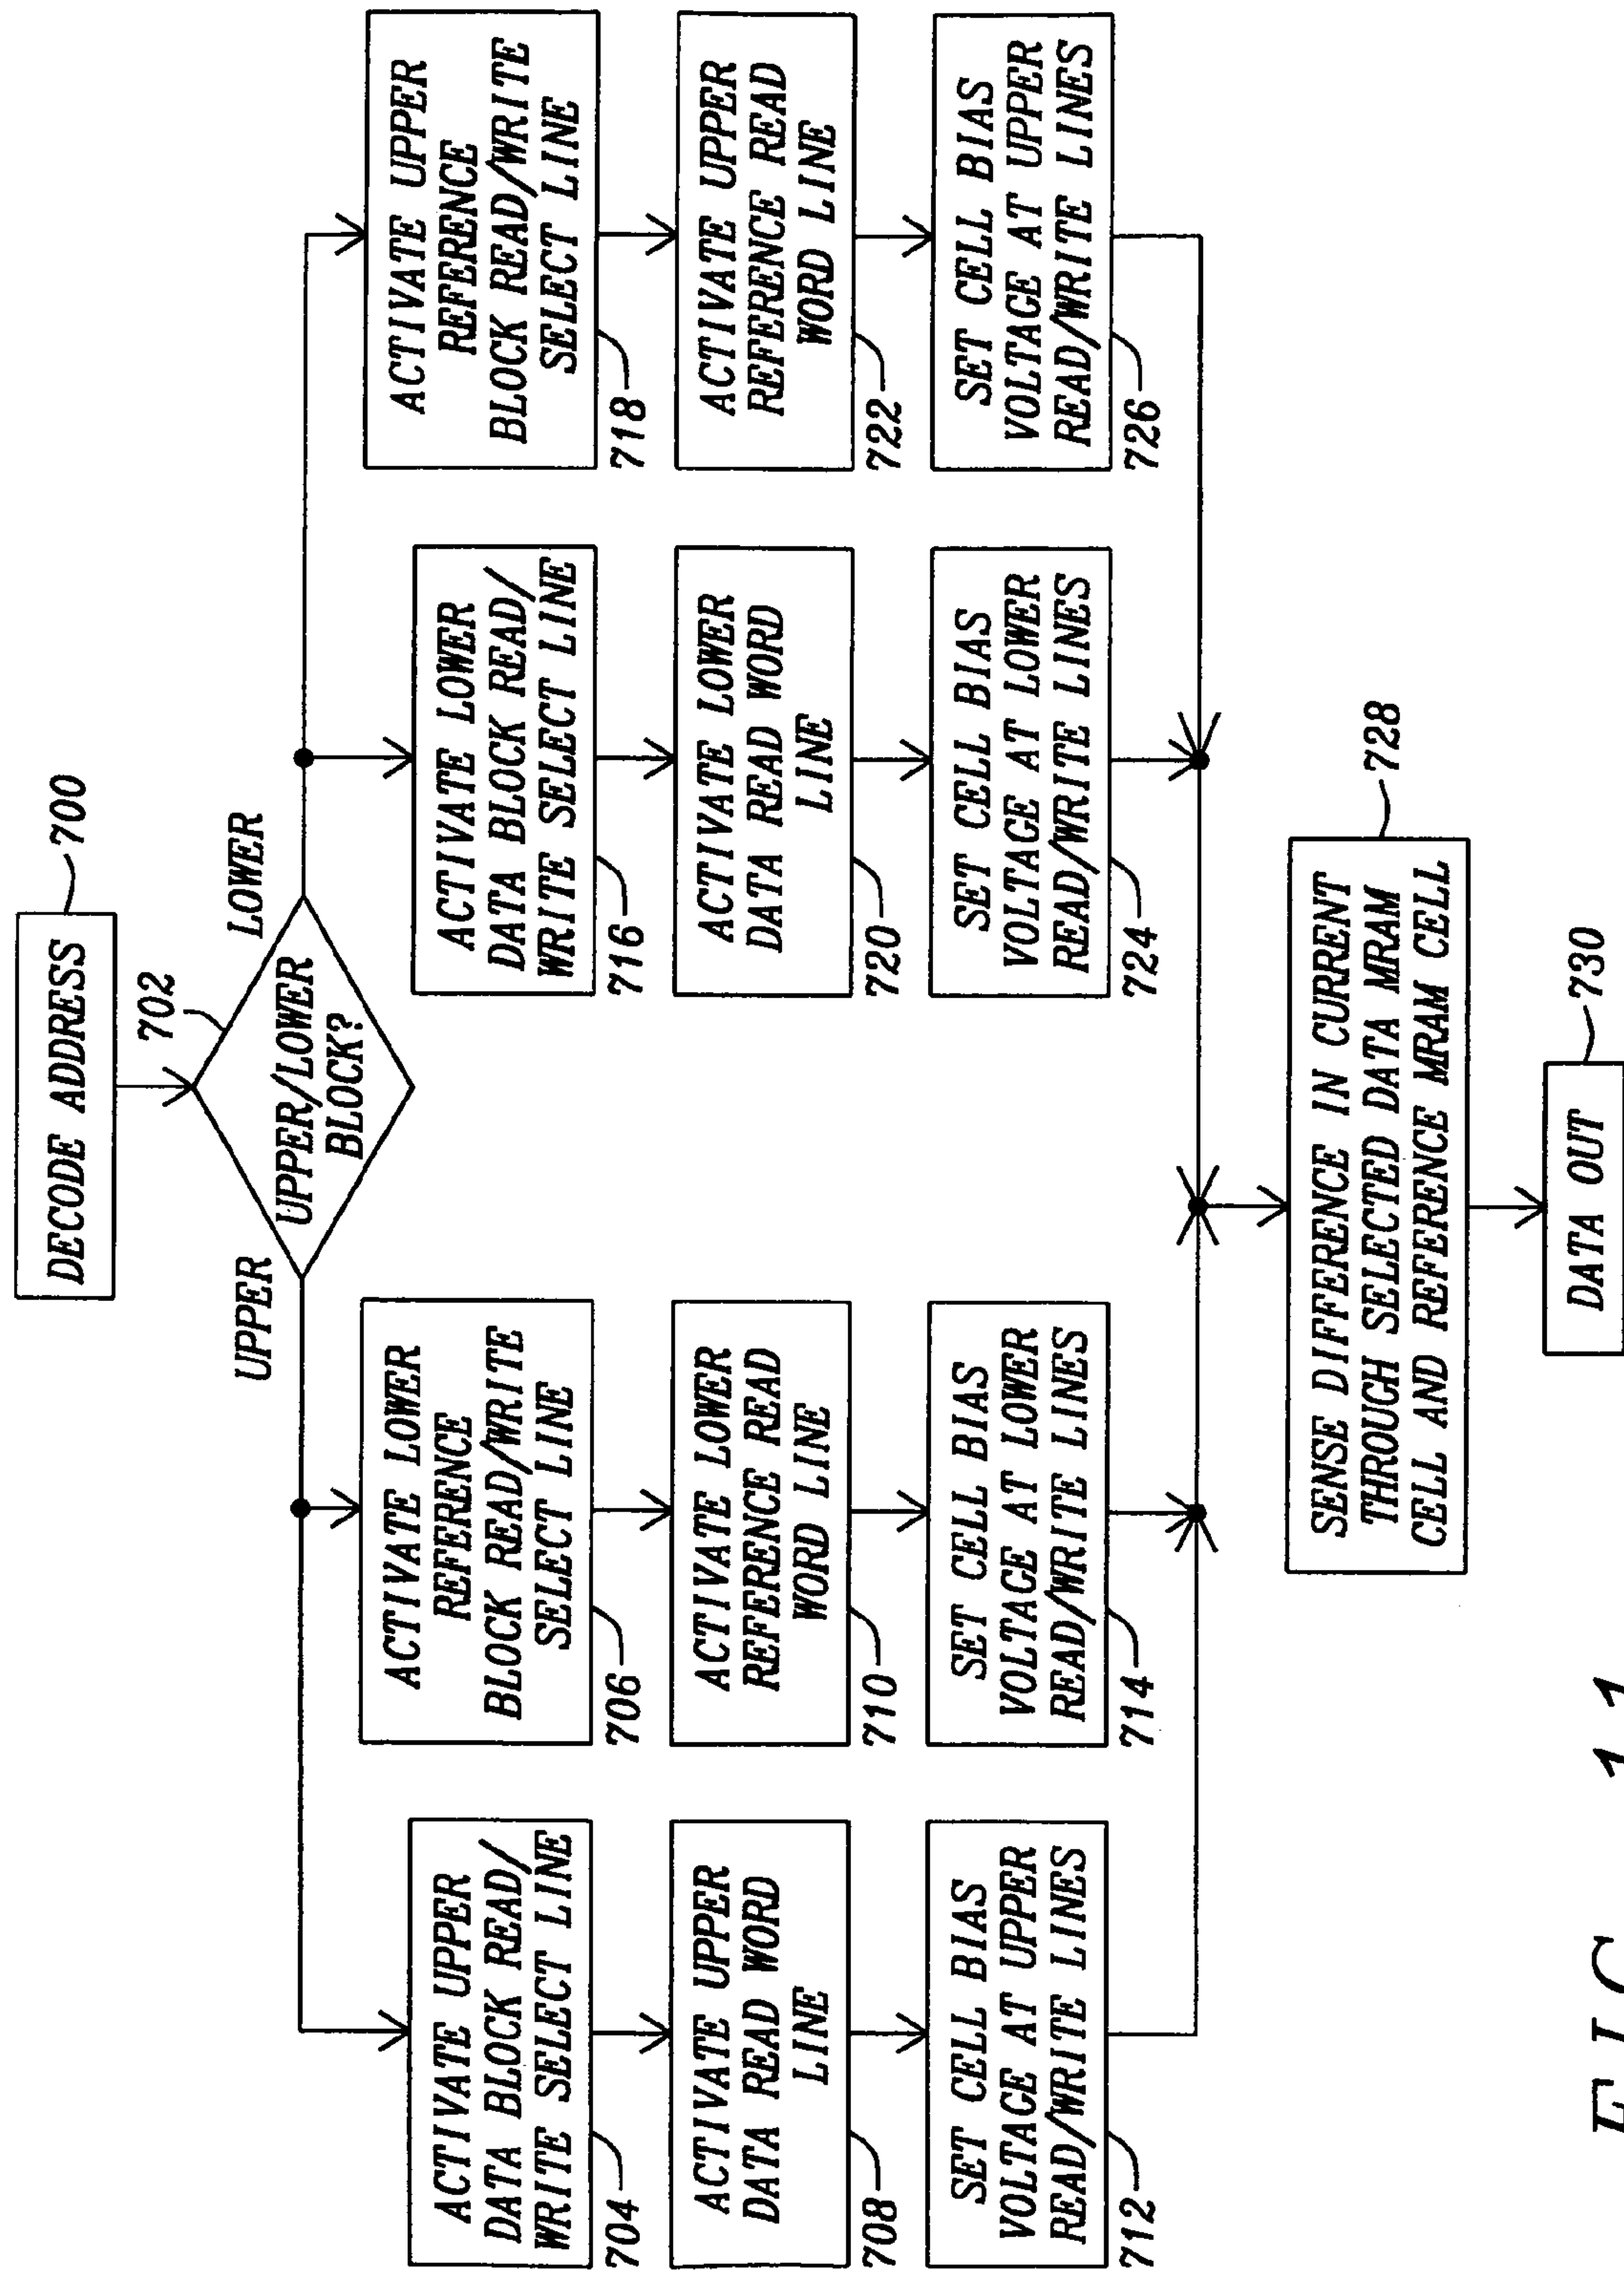 DECODE ADDRESS
700
702
UPPER/LOWER
BLOCK?
UPPER
LOWER
ACTIVATE UPPER
DATA BLOCK READ/
WRITE SELECT LINE
704
ACTIVATE LOWER
REFERENCE
BLOCK READ/WRITE
SELECT LINE
706
ACTIVATE LOWER
DATA BLOCK READ/
WRITE SELECT LINE
716
ACTIVATE UPPER
REFERENCE
BLOCK READ/WRITE
SELECT LINE
718
ACTIVATE UPPER
DATA READ WORD
LINE
708
ACTIVATE LOWER
REFERENCE READ
WORD LINE
710
ACTIVATE LOWER
DATA READ WORD
LINE
720
ACTIVATE UPPER
REFERENCE READ
WORD LINE
722
SET CELL BIAS
VOLTAGE AT UPPER
READ/WRITE LINES
712
SET CELL BIAS
VOLTAGE AT LOWER
READ/WRITE LINES
714
SET CELL BIAS
VOLTAGE AT LOWER
READ/WRITE LINES
724
SET CELL BIAS
VOLTAGE AT UPPER
READ/WRITE LINES
726
SENSE DIFFERENCE IN CURRENT
THROUGH SELECTED DATA MRAM
CELL AND REFERENCE MRAM CELL
728
DATA OUT
730
FIG. 11